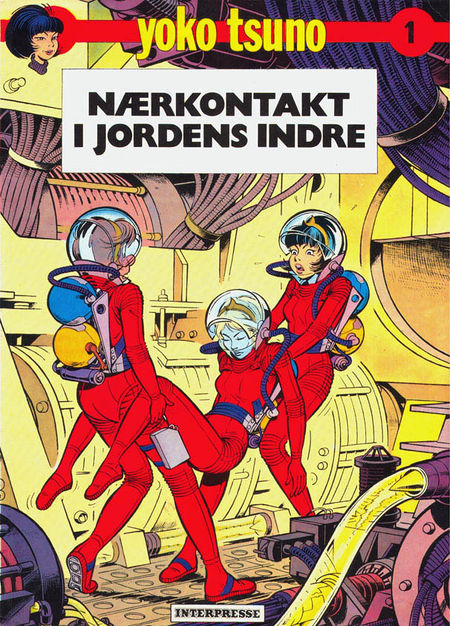 yoko tsuno
1
NÆRKONTAKT
I JORDENS INDRE
INTERPRESSE